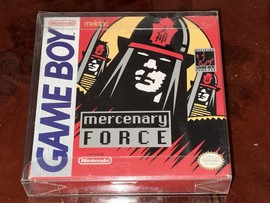 GAME BOY
meldac
mercenary
FORCE
Nintendo